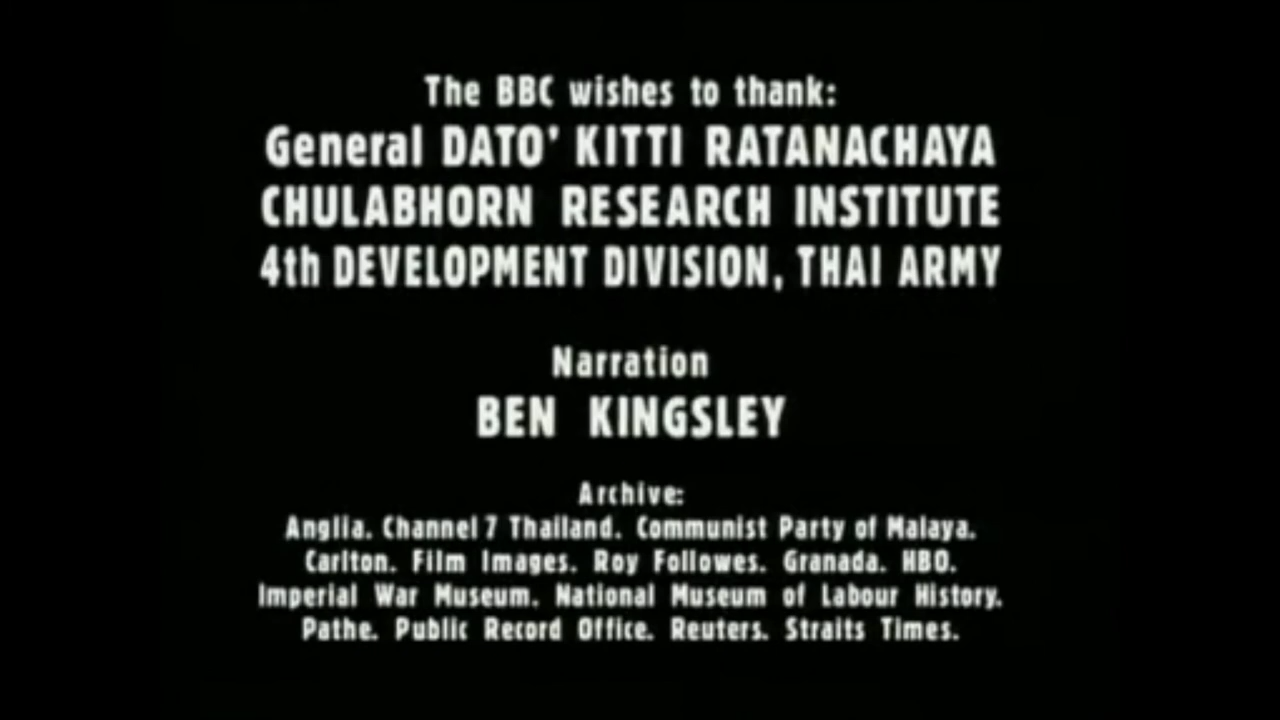 The BBC wishes to thank:
General DATO' KITTI RATANACHAYA
CHULABHORN RESEARCH INSTITUTE
4th DEVELOPMENT DIVISION, THAI ARMY
Narration
BEN KINGSLEY
Archive:
Anglia. Channel 7 Thailand. Communist Party of Malaya.
Carlton. Film Images. Roy Followes. Granada. HBO.
Imperial War Museum. National Museum of Labour History.
Pathe. Public Record Office. Reuters. Straits Times.